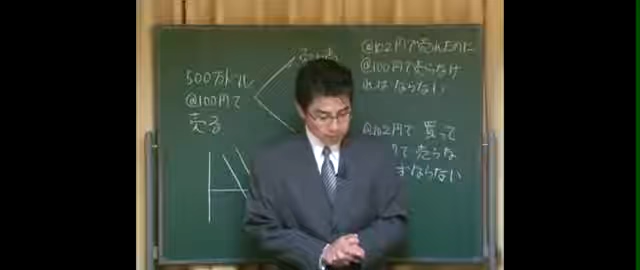 500万ドル
@100円で
売る
@102円で売れたのに
@100円で売らなけ
ればならない
@102円で 買って
て 売らな
ずならない